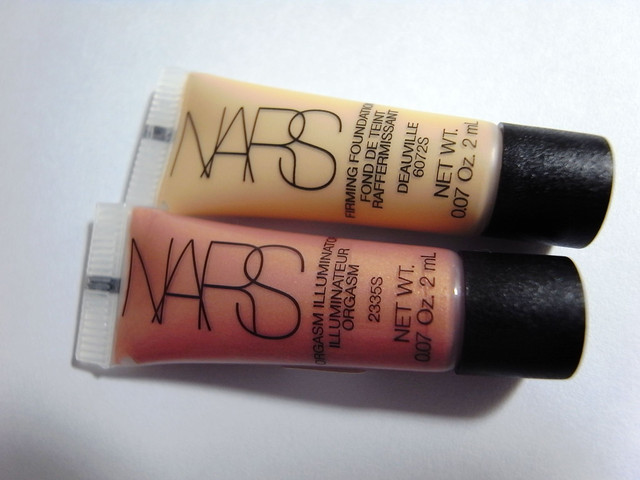 NARS
FIRMING FOUNDATION
FOND DE TEINT
RAFFERMISSANT
DEAUVILLE
6072S
NET WT.
0.07 Oz. 2 mL
NARS
ORGASM ILLUMINATO
ILLUMINATEUR
ORGASM
2335S
NET WT.
0.07 Oz. 2 mL